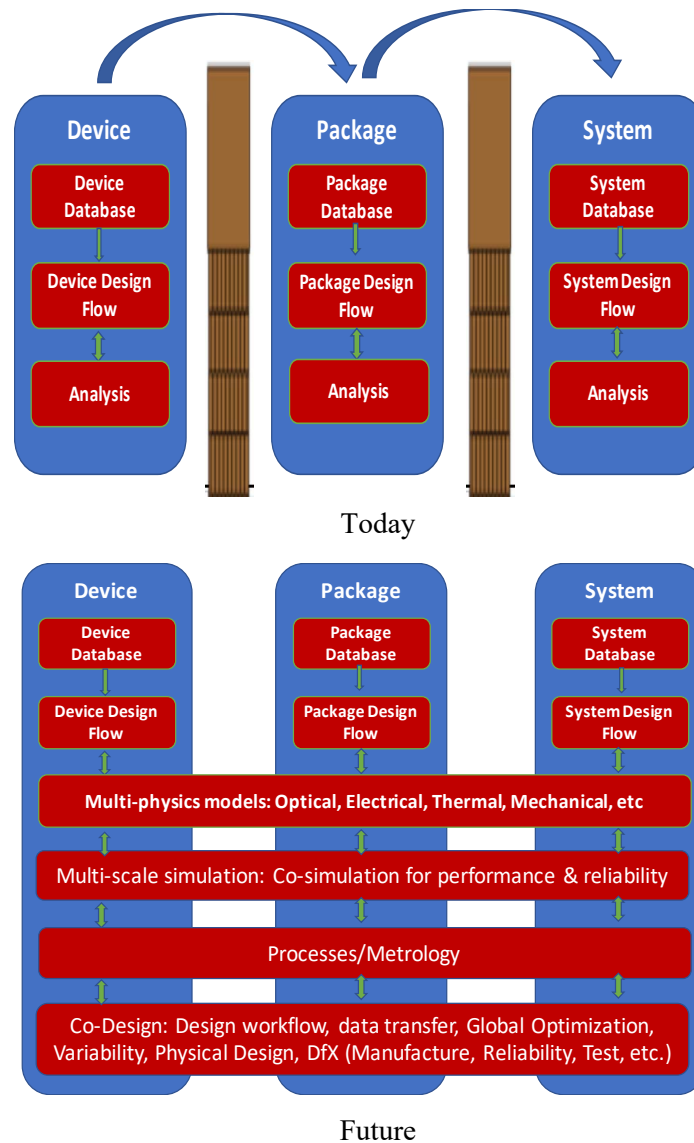 Device
Package
System
Device
Database
Package
Database
System
Database
Device Design
Flow
Package Design
Flow
System Design
Flow
Analysis
Analysis
Analysis
Today
Device
Package
System
Device
Database
Package
Database
System
Database
Device Design
Flow
Package Design
Flow
System Design
Flow
Multi-physics models: Optical, Electrical, Thermal, Mechanical, etc
Multi-scale simulation: Co-simulation for performance & reliability
Processes/Metrology
Co-Design: Design workflow, data transfer, Global Optimization,
Variability, Physical Design, DfX (Manufacture, Reliability, Test, etc.)
Future